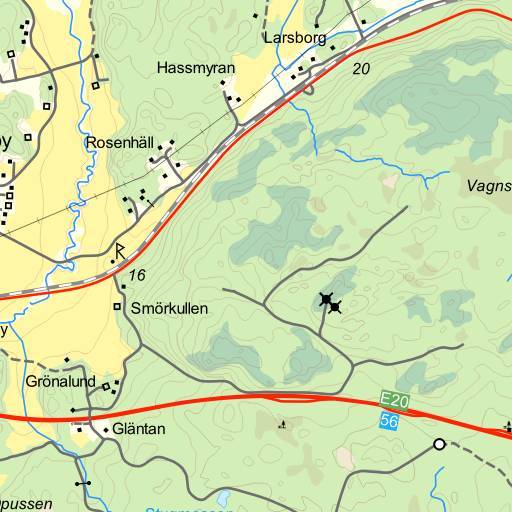 Larsborg
Hassmyran
20
Rosenhäll
Vagns
16
Smörkullen
Grönalund
E20
56
Gläntan